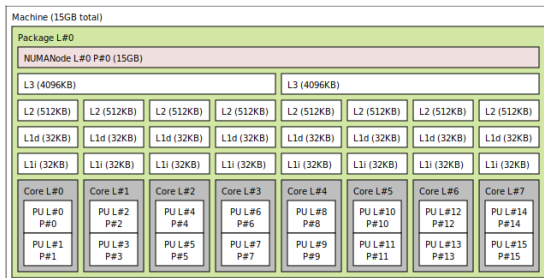 Machine (15GB total)
Package L#0
NUMANode L#0 P#0 (15GB)
L3 (4096KB) L3 (4096KB)
L2 (512KB) L2 (512KB) L2 (512KB) L2 (512KB) L2 (512KB) L2 (512KB) L2 (512KB) L2 (512KB)
L1d (32KB) L1d (32KB) L1d (32KB) L1d (32KB) L1d (32KB) L1d (32KB) L1d (32KB) L1d (32KB)
L1i (32KB) L1i (32KB) L1i (32KB) L1i (32KB) L1i (32KB) L1i (32KB) L1i (32KB) L1i (32KB)
Core L#0 Core L#1 Core L#2 Core L#3 Core L#4 Core L#5 Core L#6 Core L#7
PU L#0 PU L#2 PU L#4 PU L#6 PU L#8 PU L#10 PU L#12 PU L#14
P#0 P#2 P#4 P#6 P#8 P#10 P#12 P#14
PU L#1 PU L#3 PU L#5 PU L#7 PU L#9 PU L#11 PU L#13 PU L#15
P#1 P#3 P#5 P#7 P#9 P#11 P#13 P#15